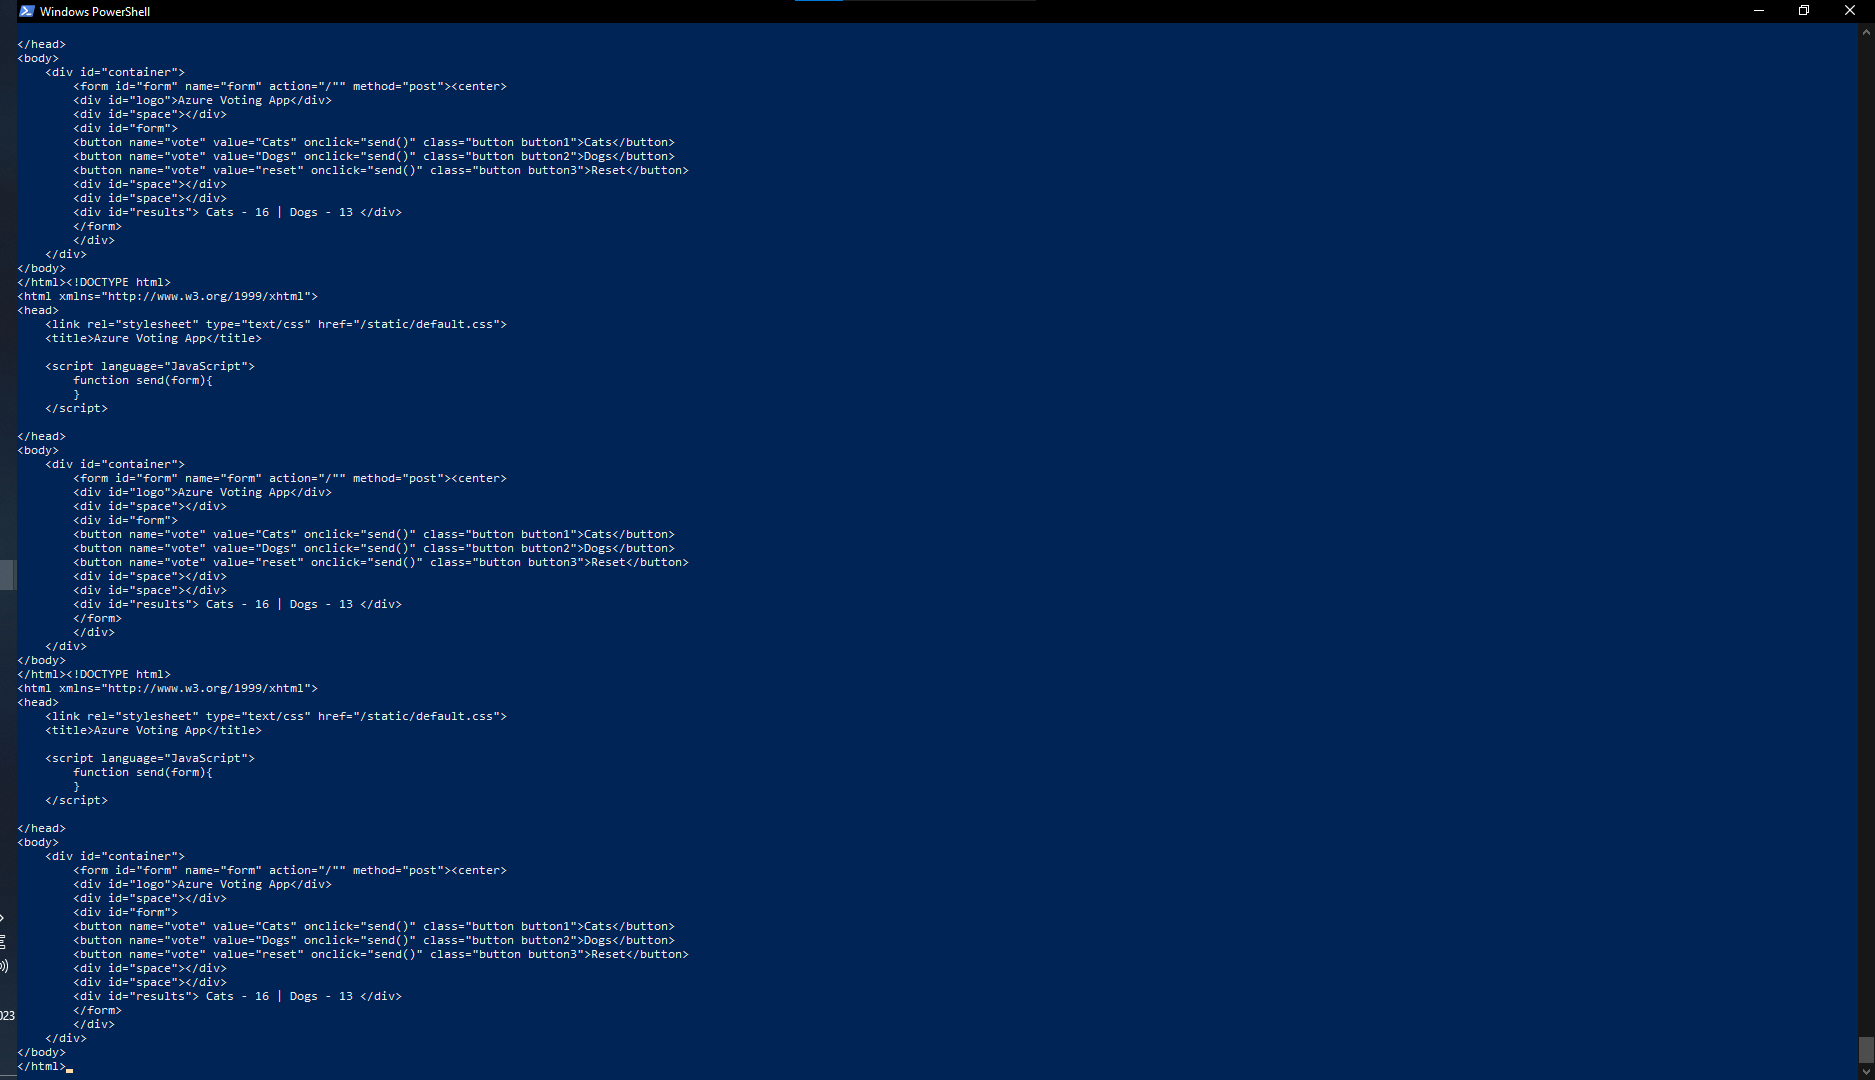 Windows PowerShell
</head>
<body>
    <div id="container">
        <form id="form" name="form" action="/"" method="post"><center>
        <div id="logo">Azure Voting App</div>
        <div id="space"></div>
        <div id="form">
        <button name="vote" value="Cats" onclick="send()" class="button button1">Cats</button>
        <button name="vote" value="Dogs" onclick="send()" class="button button2">Dogs</button>
        <button name="vote" value="reset" onclick="send()" class="button button3">Reset</button>
        <div id="space"></div>
        <div id="space"></div>
        <div id="results"> Cats - 16 | Dogs - 13 </div>
        </form>
        </div>
    </div>
</body>
</html><!DOCTYPE html>
<html xmlns="http://www.w3.org/1999/xhtml">
<head>
    <link rel="stylesheet" type="text/css" href="/static/default.css">
    <title>Azure Voting App</title>
    <script language="JavaScript">
        function send(form){
        }
    </script>
</head>
<body>
    <div id="container">
        <form id="form" name="form" action="/"" method="post"><center>
        <div id="logo">Azure Voting App</div>
        <div id="space"></div>
        <div id="form">
        <button name="vote" value="Cats" onclick="send()" class="button button1">Cats</button>
        <button name="vote" value="Dogs" onclick="send()" class="button button2">Dogs</button>
        <button name="vote" value="reset" onclick="send()" class="button button3">Reset</button>
        <div id="space"></div>
        <div id="space"></div>
        <div id="results"> Cats - 16 | Dogs - 13 </div>
        </form>
        </div>
    </div>
</body>
</html><!DOCTYPE html>
<html xmlns="http://www.w3.org/1999/xhtml">
<head>
    <link rel="stylesheet" type="text/css" href="/static/default.css">
    <title>Azure Voting App</title>
    <script language="JavaScript">
        function send(form){
        }
    </script>
</head>
<body>
    <div id="container">
        <form id="form" name="form" action="/"" method="post"><center>
        <div id="logo">Azure Voting App</div>
        <div id="space"></div>
        <div id="form">
        <button name="vote" value="Cats" onclick="send()" class="button button1">Cats</button>
        <button name="vote" value="Dogs" onclick="send()" class="button button2">Dogs</button>
        <button name="vote" value="reset" onclick="send()" class="button button3">Reset</button>
        <div id="space"></div>
        <div id="space"></div>
        <div id="results"> Cats - 16 | Dogs - 13 </div>
        </form>
        </div>
    </div>
</body>
</html>
023